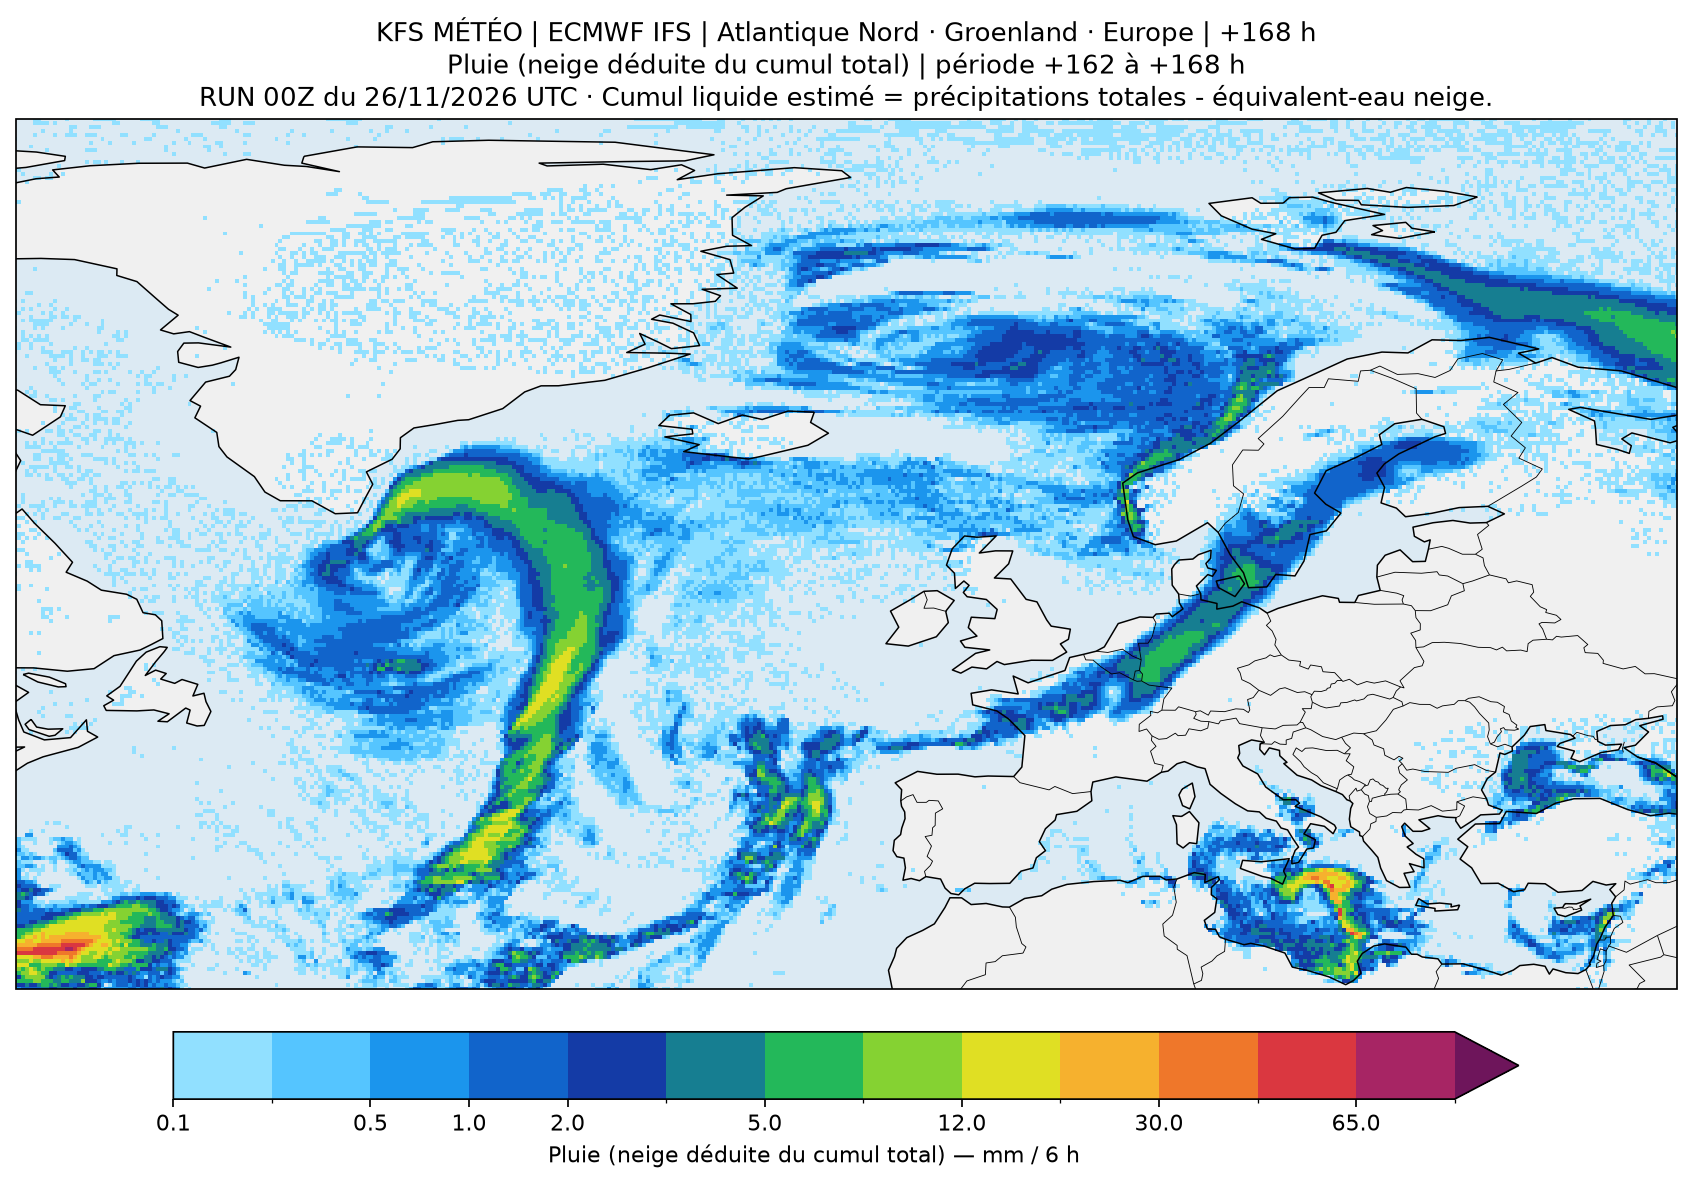 KFS MÉTÉO | ECMWF IFS | Atlantique Nord · Groenland · Europe | +168 h
Pluie (neige déduite du cumul total) | période +162 à +168 h
RUN 00Z du 26/11/2026 UTC · Cumul liquide estimé = précipitations totales - équivalent-eau neige.
0.1 0.5 1.0 2.0 5.0 12.0 30.0 65.0
Pluie (neige déduite du cumul total) — mm / 6 h